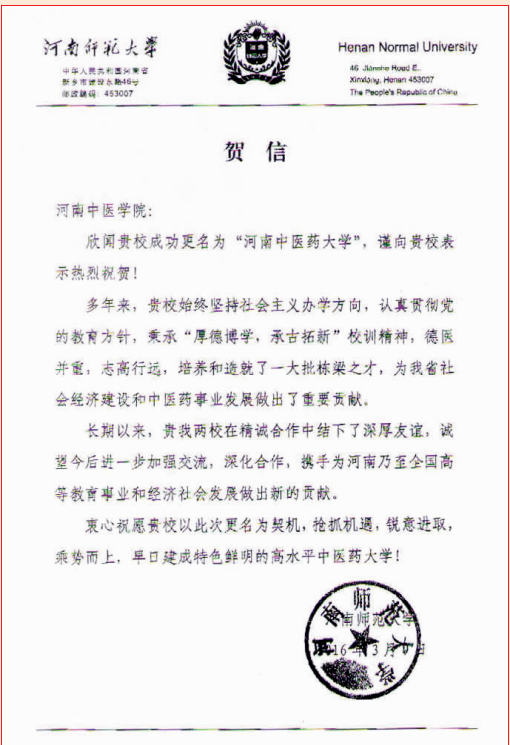 河南师范大学
中华人民共和国河南省
新乡市建设东路46号
邮政编码：453007
Henan Normal University
46 Jianshe Road E.,
Xinxiang, Henan 453007
The People's Republic of China
贺 信
河南中医学院：
欣闻贵校成功更名为“河南中医药大学”，谨向贵校表
示热烈祝贺！
多年来，贵校始终坚持社会主义办学方向，认真贯彻党
的教育方针，秉承“厚德博学，承古拓新”校训精神，德医
并重，志高行远，培养和造就了一大批栋梁之才，为我省社
会经济建设和中医药事业发展做出了重要贡献。
长期以来，贵我两校在精诚合作中结下了深厚友谊，诚
望今后进一步加强交流，深化合作，携手为河南乃至全国高
等教育事业和经济社会发展做出新的贡献。
衷心祝愿贵校以此次更名为契机，抢抓机遇，锐意进取，
乘势而上，早日建成特色鲜明的高水平中医药大学！
河南师范大学
南师范大学
16年3月 日